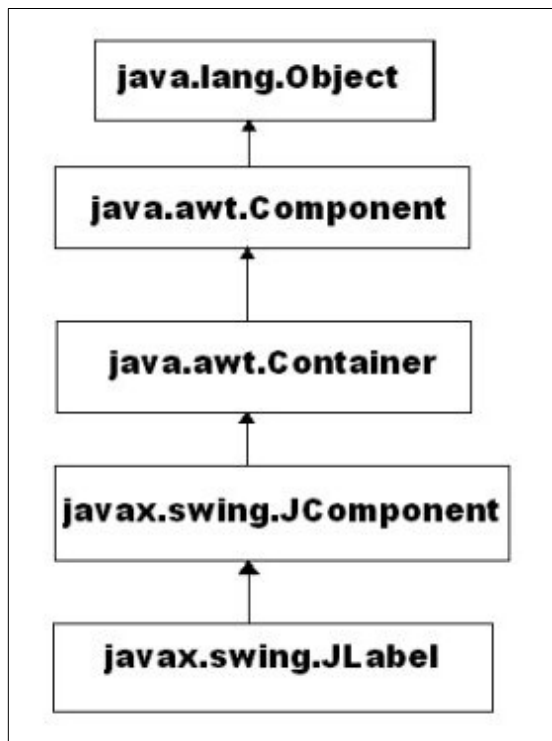 java.lang.Object
java.awt.Component
java.awt.Container
javax.swing.JComponent
javax.swing.JLabel